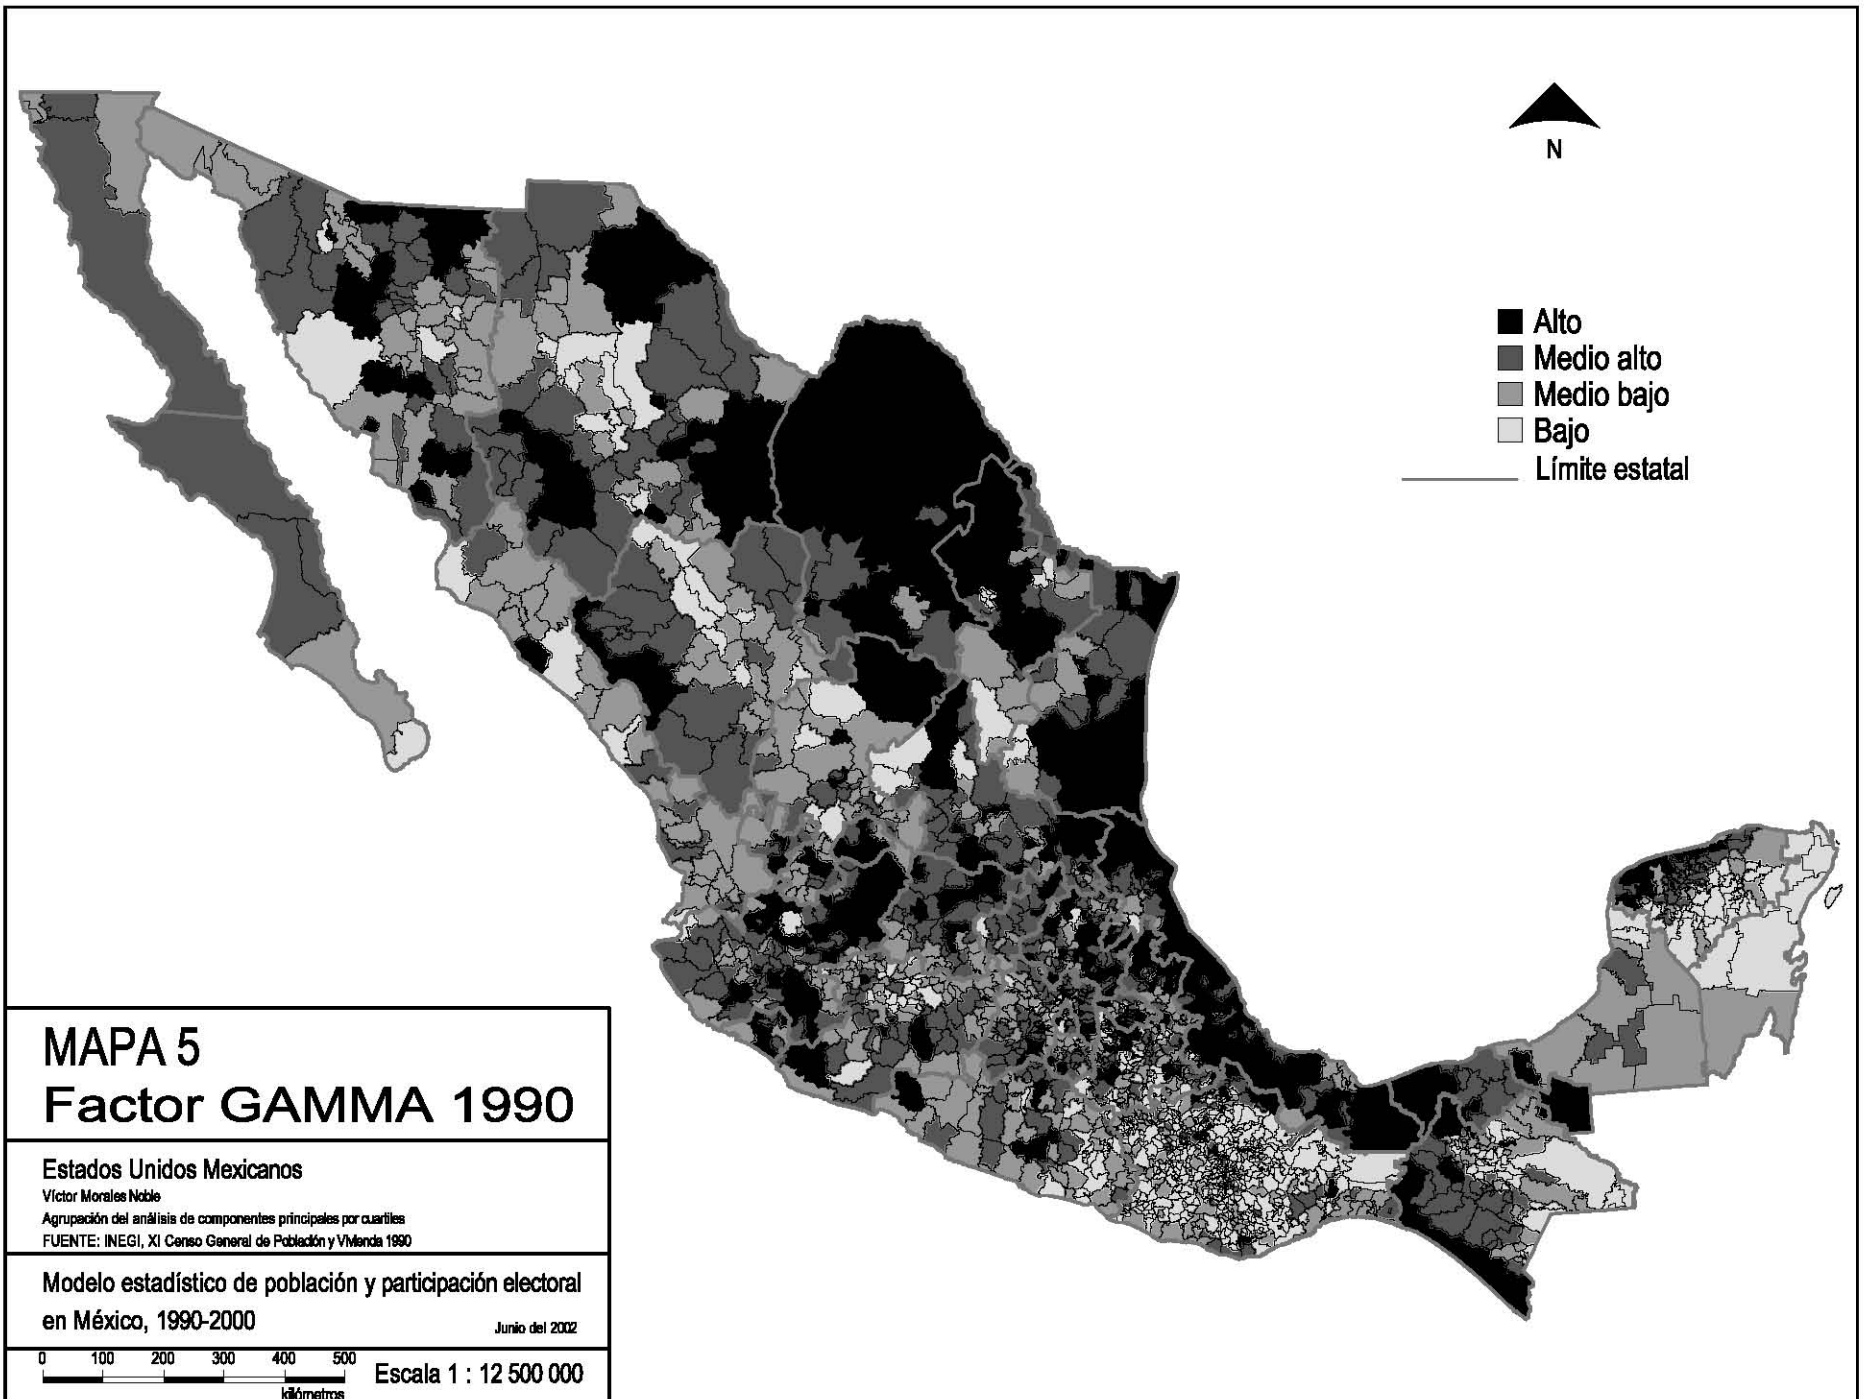 N
Alto
Medio alto
Medio bajo
Bajo
Límite estatal
MAPA 5
Factor GAMMA 1990
Estados Unidos Mexicanos
Víctor Morales Noble
Agrupación del análisis de componentes principales por cuartiles
FUENTE: INEGI, XI Censo General de Población y Vivienda 1990
Modelo estadístico de población y participación electoral
en México, 1990-2000
Junio del 2002
0 100 200 300 400 500
kilómetros
Escala 1 : 12 500 000